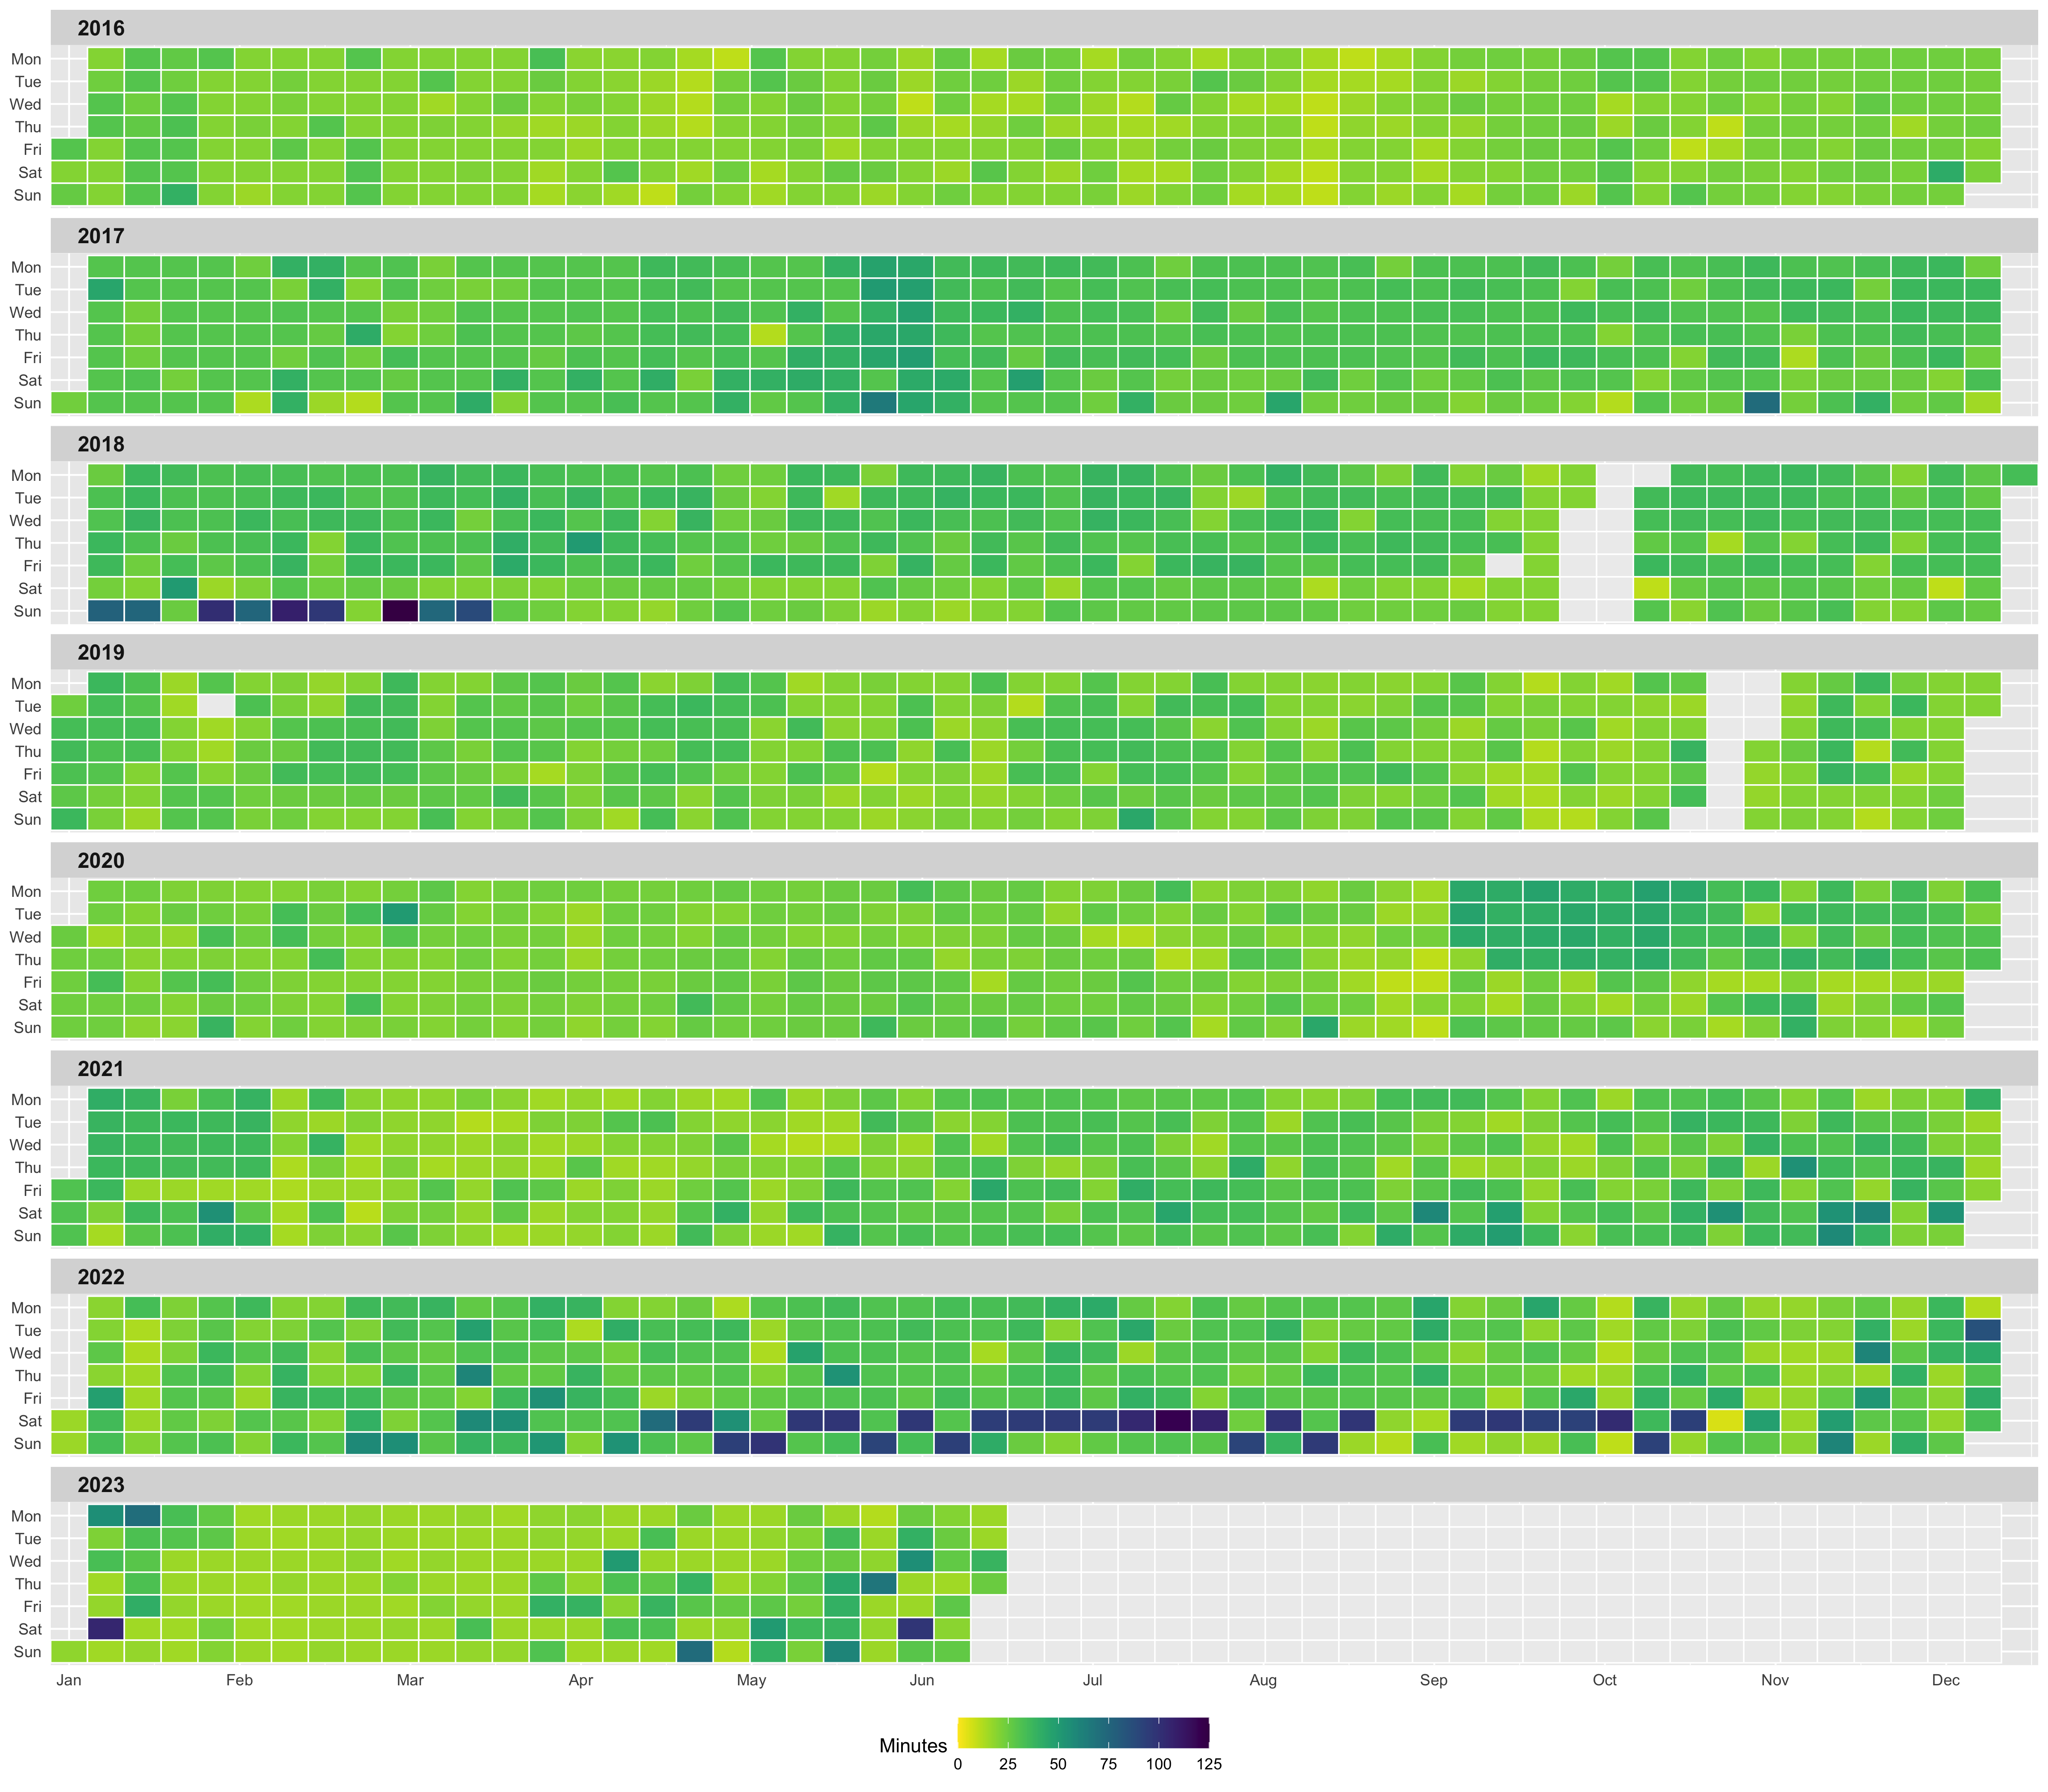 2016
Mon
Tue
Wed
Thu
Fri
Sat
Sun
2017
Mon
Tue
Wed
Thu
Fri
Sat
Sun
2018
Mon
Tue
Wed
Thu
Fri
Sat
Sun
2019
Mon
Tue
Wed
Thu
Fri
Sat
Sun
2020
Mon
Tue
Wed
Thu
Fri
Sat
Sun
2021
Mon
Tue
Wed
Thu
Fri
Sat
Sun
2022
Mon
Tue
Wed
Thu
Fri
Sat
Sun
2023
Mon
Tue
Wed
Thu
Fri
Sat
Sun
Jan Feb Mar Apr May Jun Jul Aug Sep Oct Nov Dec
Minutes
0 25 50 75 100 125